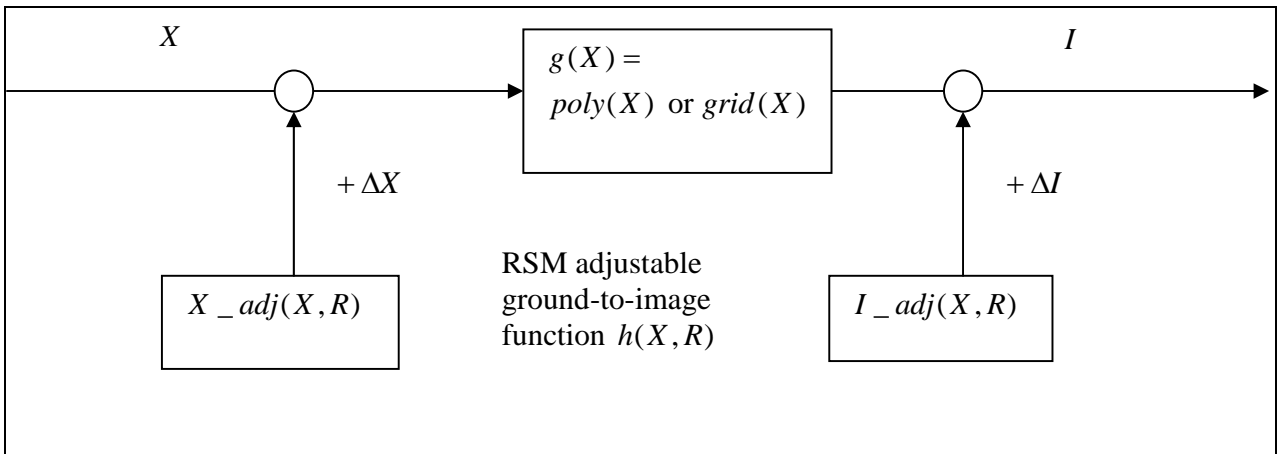 X
I
g(X) =
poly(X) or grid(X)
+ ΔX
+ ΔI
RSM adjustable
ground-to-image
function h(X, R)
X _ adj(X, R)
I _ adj(X, R)